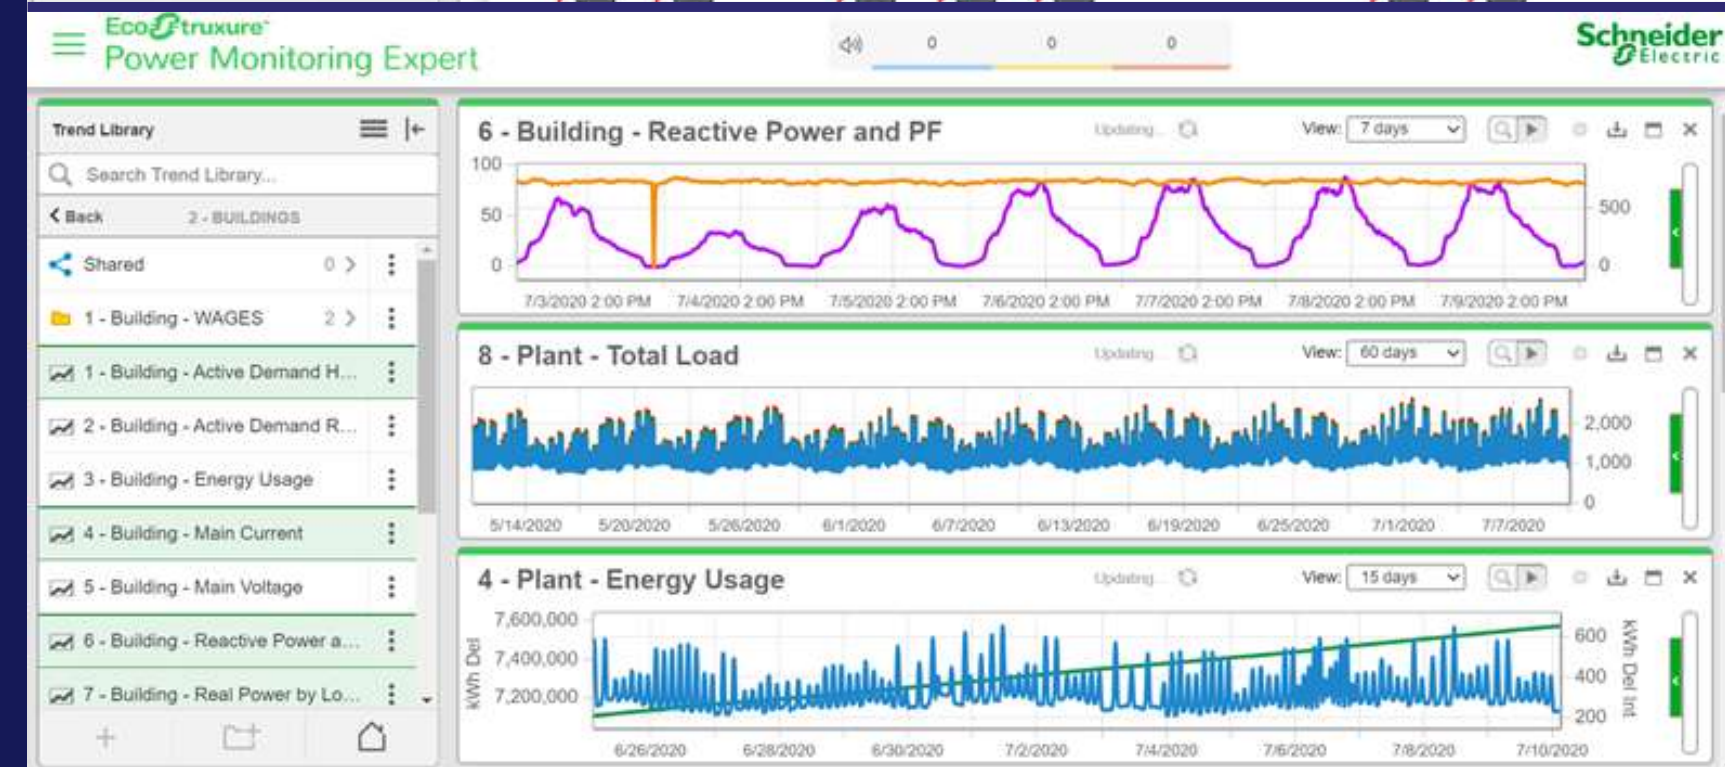 EcoStruxure
Power Monitoring Expert
0 0 0
Schneider
Electric
Trend Library
Search Trend Library...
Back 2 - BUILDINGS
Shared 0
1 - Building - WAGES 2
1 - Building - Active Demand H...
2 - Building - Active Demand R...
3 - Building - Energy Usage
4 - Building - Main Current
5 - Building - Main Voltage
6 - Building - Reactive Power a...
7 - Building - Real Power by Lo...
6 - Building - Reactive Power and PF Updating... View: 7 days
100
50 500
0 0
7/3/2020 2:00 PM 7/4/2020 2:00 PM 7/5/2020 2:00 PM 7/6/2020 2:00 PM 7/7/2020 2:00 PM 7/8/2020 2:00 PM 7/9/2020 2:00 PM
8 - Plant - Total Load Updating... View: 60 days
2,000
1,000
0
5/14/2020 5/20/2020 5/26/2020 6/1/2020 6/7/2020 6/13/2020 6/19/2020 6/25/2020 7/1/2020 7/7/2020
4 - Plant - Energy Usage Updating... View: 15 days
kWh Del
7,600,000 600
7,400,000 400
7,200,000 200
kWh Del Int
6/26/2020 6/28/2020 6/30/2020 7/2/2020 7/4/2020 7/6/2020 7/8/2020 7/10/2020